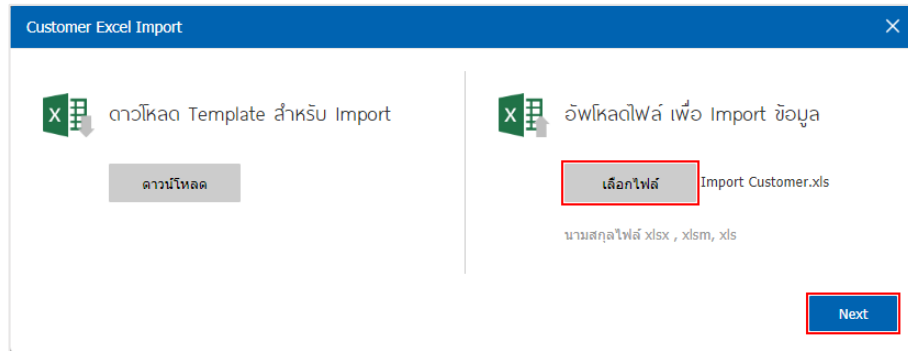 Customer Excel Import
ดาวโหลด Template สำหรับ Import
ดาวน์โหลด
อัพโหลดไฟล์ เพื่อ Import ข้อมูล
เลือกไฟล์ Import Customer.xls
นามสกุลไฟล์ xlsx , xlsm, xls
Next